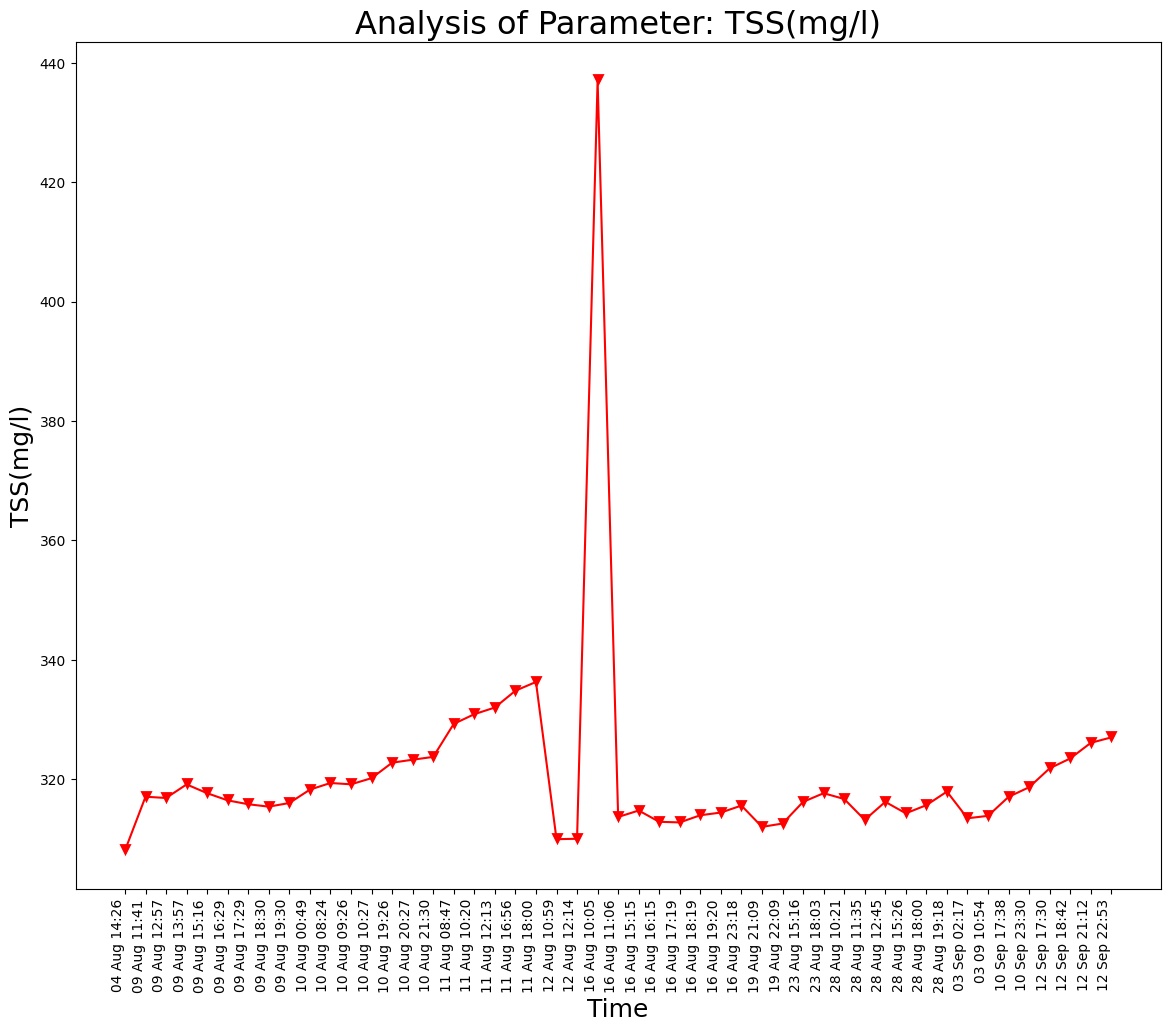 Analysis of Parameter: TSS(mg/l)
440
420
400
380
360
340
320
TSS(mg/l)
04 Aug 14:26
09 Aug 11:41
09 Aug 12:57
09 Aug 13:57
09 Aug 15:16
09 Aug 16:29
09 Aug 17:29
09 Aug 18:30
09 Aug 19:30
10 Aug 00:49
10 Aug 08:24
10 Aug 09:26
10 Aug 10:27
10 Aug 19:26
10 Aug 20:27
10 Aug 21:30
11 Aug 08:47
11 Aug 10:20
11 Aug 12:13
11 Aug 16:56
11 Aug 18:00
12 Aug 10:59
12 Aug 12:14
16 Aug 10:05
16 Aug 11:06
16 Aug 15:15
16 Aug 16:15
16 Aug 17:19
16 Aug 18:19
16 Aug 19:20
16 Aug 23:18
19 Aug 21:09
19 Aug 22:09
23 Aug 15:16
23 Aug 18:03
28 Aug 10:21
28 Aug 11:35
28 Aug 12:45
28 Aug 15:26
28 Aug 18:00
28 Aug 19:18
03 Sep 02:17
03 09 10:54
10 Sep 17:38
10 Sep 23:30
12 Sep 17:30
12 Sep 18:42
12 Sep 21:12
12 Sep 22:53
Time